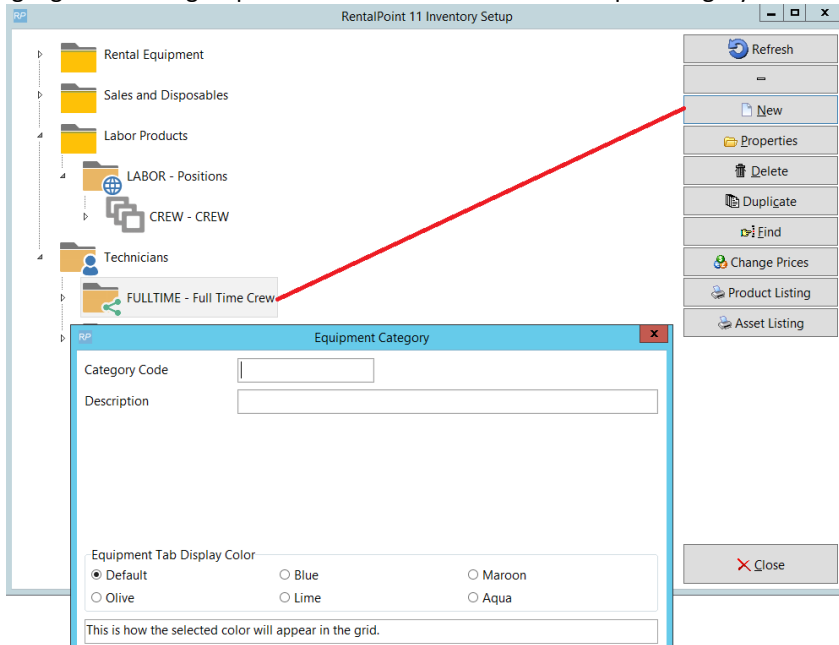 RP RentalPoint 11 Inventory Setup
Rental Equipment
Sales and Disposables
Labor Products
LABOR - Positions
CREW - CREW
Technicians
FULLTIME - Full Time Crew
Refresh
-
New
Properties
Delete
Duplicate
Find
Change Prices
Product Listing
Asset Listing
Close
RP Equipment Category x
Category Code
Description
Equipment Tab Display Color
Default Blue Maroon
Olive Lime Aqua
This is how the selected color will appear in the grid.